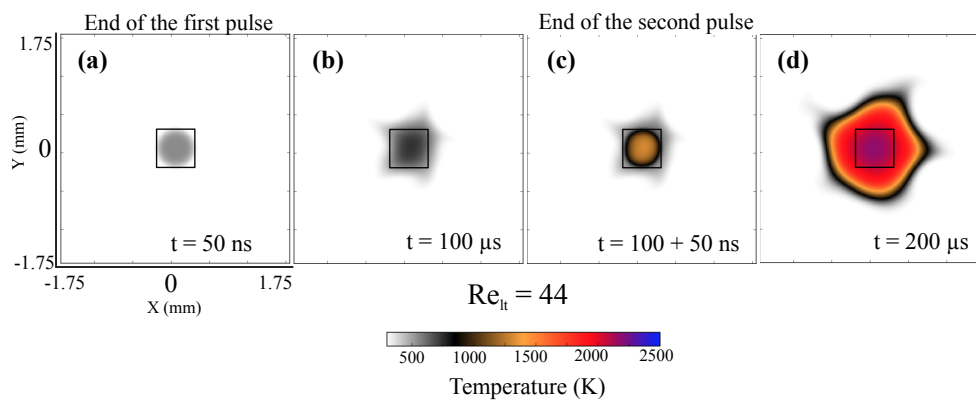 End of the first pulse
End of the second pulse
1.75
(a)
(b)
(c)
(d)
Y (mm)
0
t = 50 ns
t = 100 µs
t = 100 + 50 ns
t = 200 µs
-1.75
-1.75
0
1.75
X (mm)
Re_lt = 44
500
1000
1500
2000
2500
Temperature (K)